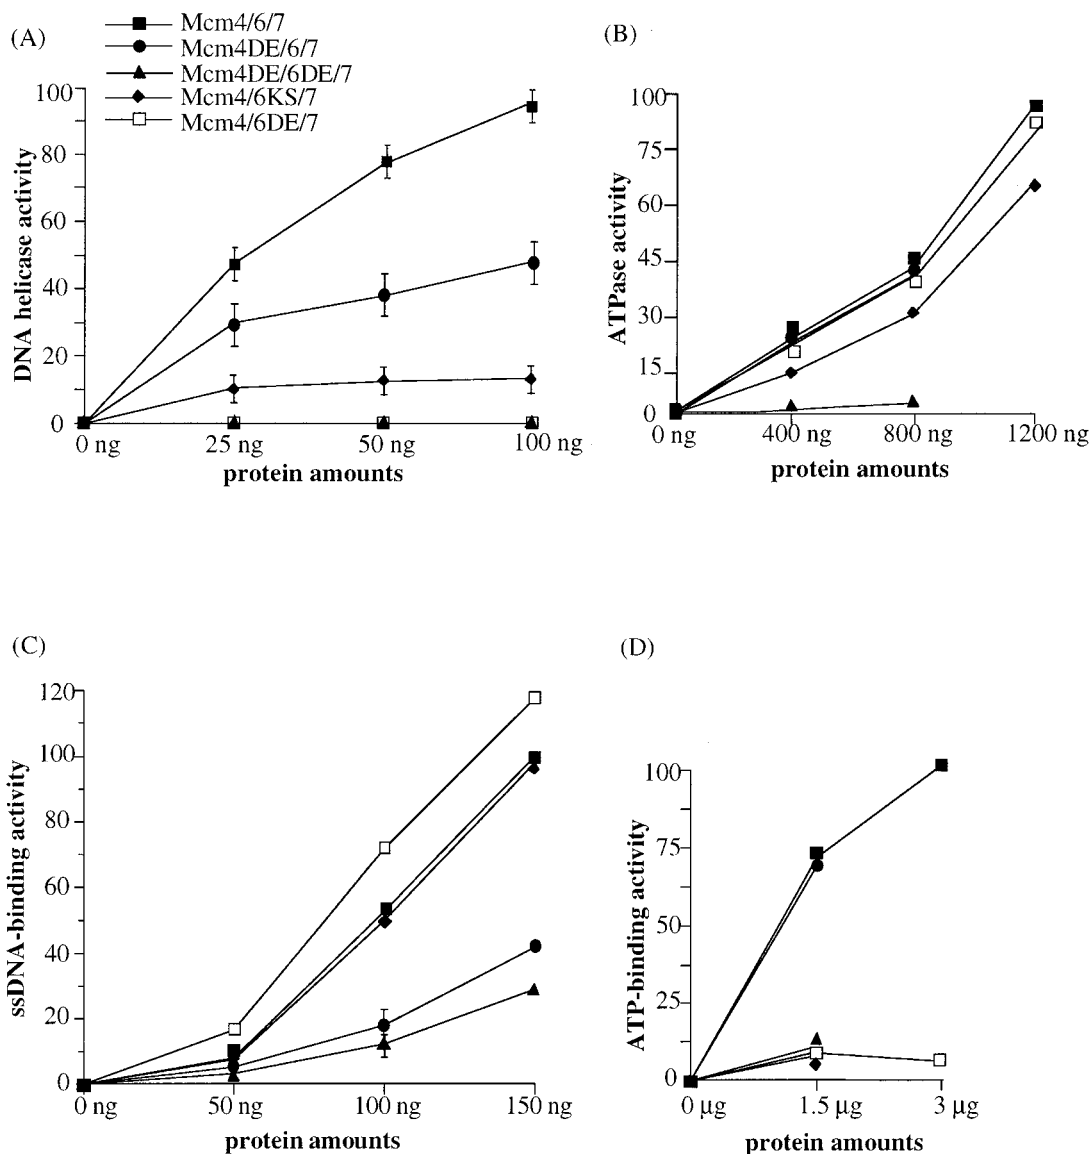 (A)
Mcm4/6/7
Mcm4DE/6/7
Mcm4DE/6DE/7
Mcm4/6KS/7
Mcm4/6DE/7
100
80
60
40
20
0
DNA helicase activity
0 ng 25 ng 50 ng 100 ng
protein amounts
(B)
100
75
60
45
30
15
0
ATPase activity
0 ng 400 ng 800 ng 1200 ng
protein amounts
(C)
120
100
80
60
40
20
0
ssDNA-binding activity
0 ng 50 ng 100 ng 150 ng
protein amounts
(D)
100
75
50
25
0
ATP-binding activity
0 µg 1.5 µg 3 µg
protein amounts